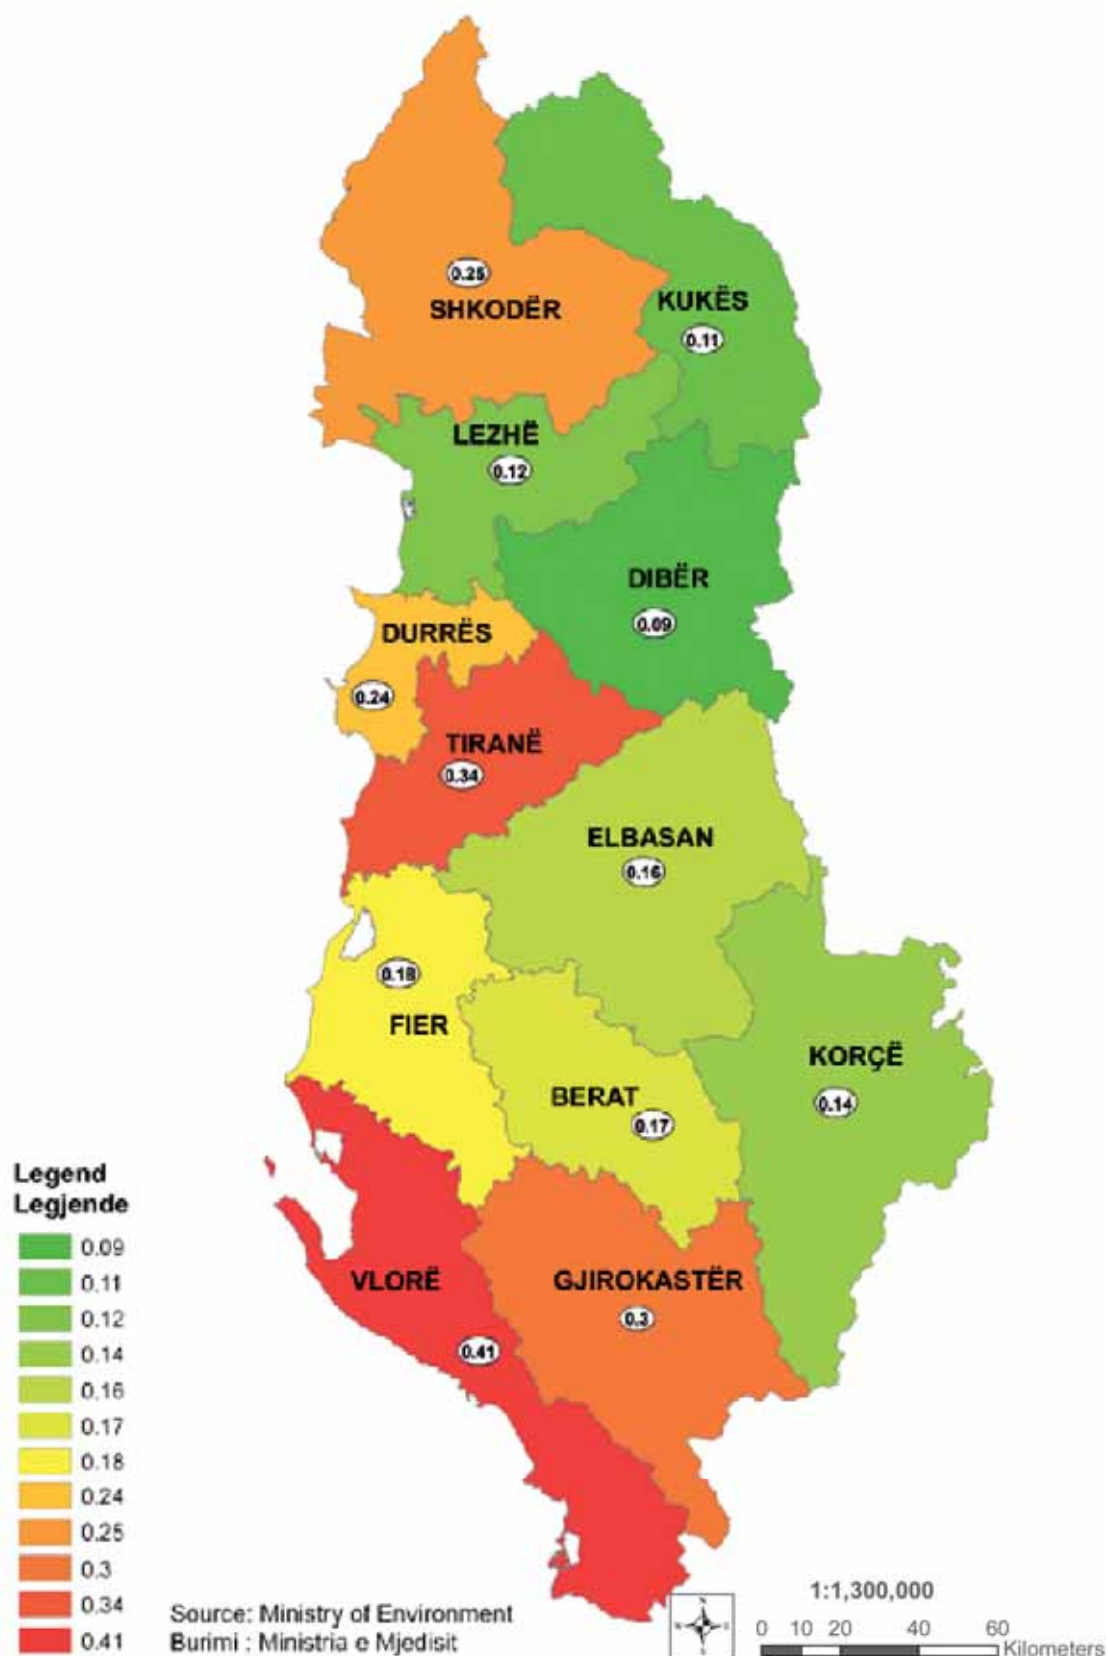 0.25
SHKODËR
KUKËS
0.11
LEZHË
0.12
DIBËR
0.09
DURRËS
0.24
TIRANË
0.34
ELBASAN
0.16
0.18
FIER
KORÇË
0.14
BERAT
0.17
VLORË
0.41
GJIROKASTËR
0.3
Legend
Legjende
0.09
0.11
0.12
0.14
0.16
0.17
0.18
0.24
0.25
0.3
0.34
0.41
Source: Ministry of Environment
Burimi : Ministria e Mjedisit
1:1,300,000
0 10 20 40 60
Kilometers